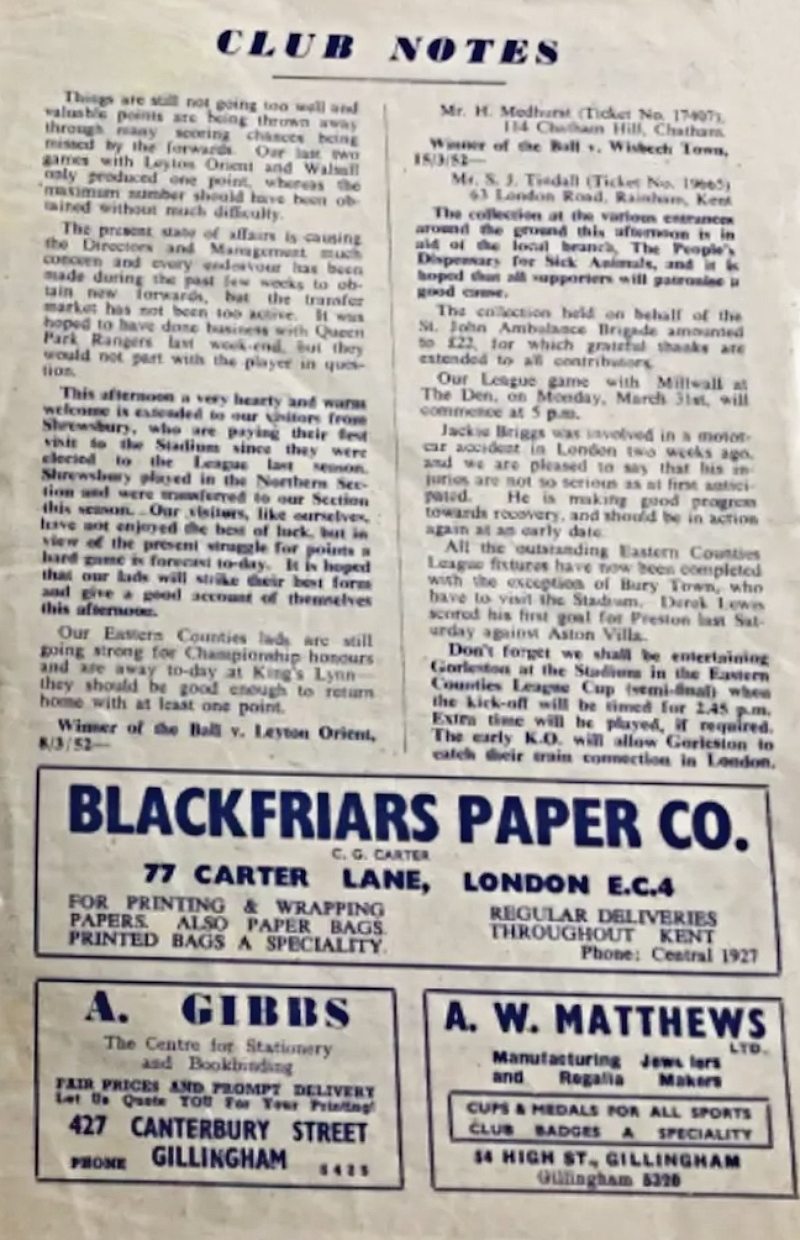 CLUB NOTES
Things are still not going too well and
valuable points are being thrown away
through many scoring chances being
missed by the forwards. Our last two
games with Leyton Orient and Walsall
only produced one point, whereas the
maximum number should have been ob-
tained without much difficulty.
The present state of affairs is causing
the Directors and Management much
concern and every endeavour has been
made during the past few weeks to ob-
tain new forwards, but the transfer
market has not been too active. It was
hoped to have done business with Queen
Park Rangers last week-end, but they
would not part with the player in ques-
tion.
This afternoon a very hearty and warm
welcome is extended to our visitors from
Shrewsbury, who are paying their first
visit to the Stadium since they were
elected to the League last season.
Shrewsbury played in the Northern Sec-
tion and were transferred to our Section
this season. Our visitors, like ourselves,
have not enjoyed the best of luck, but in
view of the present struggle for points a
hard game is forecast to-day. It is hoped
that our lads will strike their best form
and give a good account of themselves
this afternoon.
Our Eastern Counties lads are still
going strong for Championship honours
and are away to-day at King's Lynn—
they should be good enough to return
home with at least one point.
Winner of the Ball v. Leyton Orient,
8/3/52—
Mr. H. Medhurst (Ticket No. 17407),
114 Chatham Hill, Chatham.
Winner of the Ball v. Wisbech Town,
15/3/52—
Mr. S. J. Tindall (Ticket No. 19665)
63 London Road, Rainham, Kent
The collection at the various entrances
around the ground this afternoon is in
aid of the local branch, The People's
Dispensary for Sick Animals, and it is
hoped that all supporters will patronise a
good cause.
The collection held on behalf of the
St. John Ambulance Brigade amounted
to £22, for which grateful thanks are
extended to all contributors.
Our League game with Millwall at
The Den, on Monday, March 31st, will
commence at 5 p.m.
Jackie Briggs was involved in a motor-
car accident in London two weeks ago,
and we are pleased to say that his in-
juries are not so serious as at first antici-
pated. He is making good progress
towards recovery, and should be in action
again at an early date.
All the outstanding Eastern Counties
League fixtures have now been completed
with the exception of Bury Town, who
have to visit the Stadium. Derek Lewis
scored his first goal for Preston last Sat-
urday against Aston Villa.
Don't forget we shall be entertaining
Gorleston at the Stadium in the Eastern
Counties League Cup (semi-final) when
the kick-off will be timed for 2.45 p.m.
Extra time will be played, if required.
The early K.O. will allow Gorleston to
catch their train connection in London.
BLACKFRIARS PAPER CO.
C. G. CARTER
77 CARTER LANE, LONDON E.C.4
FOR PRINTING & WRAPPING
PAPERS. ALSO PAPER BAGS.
PRINTED BAGS A SPECIALITY.
REGULAR DELIVERIES
THROUGHOUT KENT
Phone: Central 1927
A. GIBBS
The Centre for Stationery
and Bookbinding
FAIR PRICES AND PROMPT DELIVERY
Let Us Quote YOU For Your Printing!
427 CANTERBURY STREET
PHONE GILLINGHAM 5425
A. W. MATTHEWS
LTD.
Manufacturing Jewellers
and Regalia Makers
CUPS & MEDALS FOR ALL SPORTS
CLUB BADGES A SPECIALITY
54 HIGH ST., GILLINGHAM
Gillingham 5320